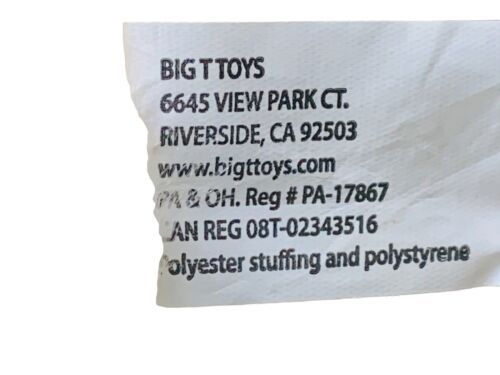 BIG T TOYS
6645 VIEW PARK CT.
RIVERSIDE, CA 92503
www.bigttoys.com
PA & OH. Reg # PA-17867
CAN REG 08T-02343516
Polyester stuffing and polystyrene